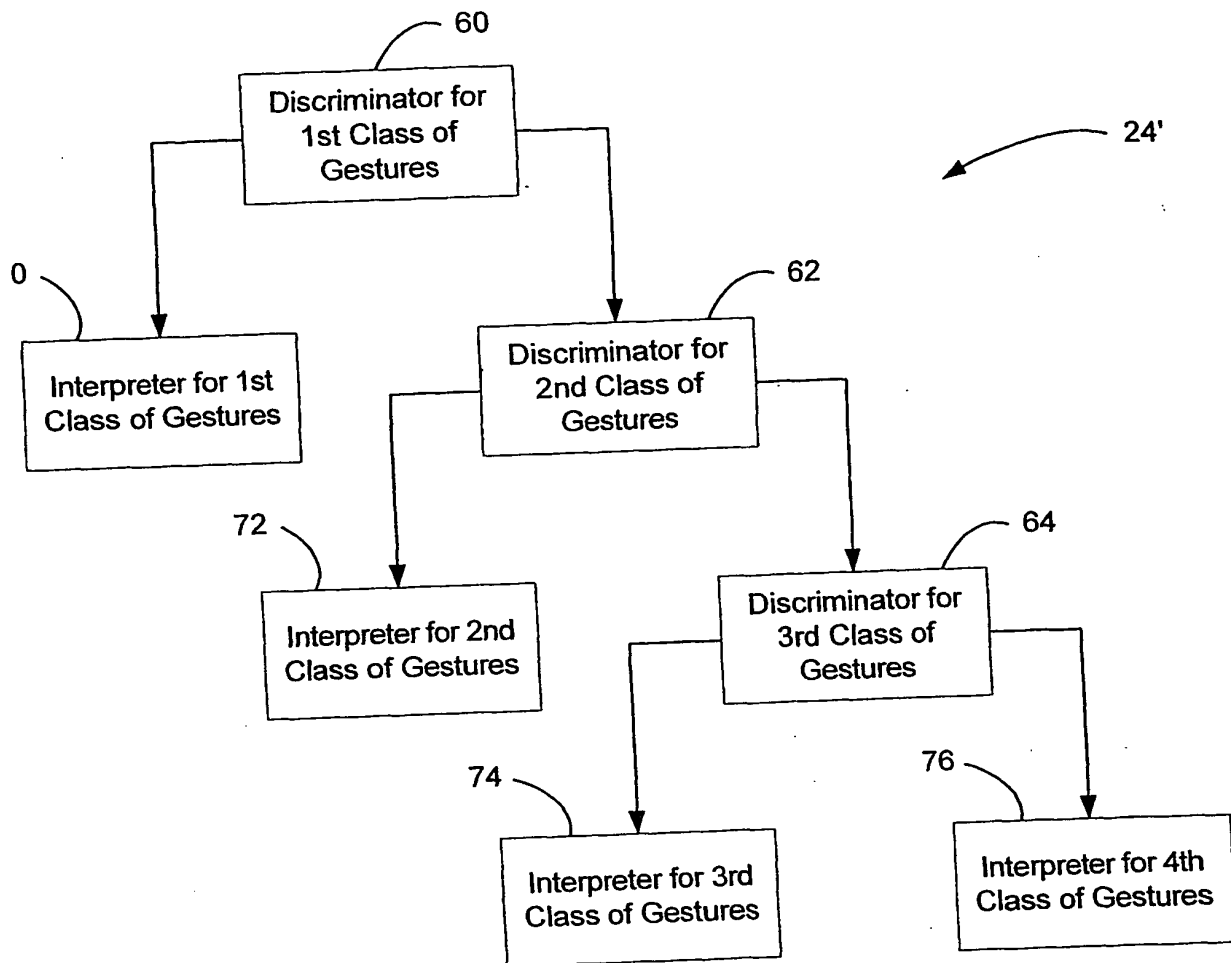 60
Discriminator for
1st Class of
Gestures
24'
0
Interpreter for 1st
Class of Gestures
62
Discriminator for
2nd Class of
Gestures
72
Interpreter for 2nd
Class of Gestures
64
Discriminator for
3rd Class of
Gestures
74
Interpreter for 3rd
Class of Gestures
76
Interpreter for 4th
Class of Gestures